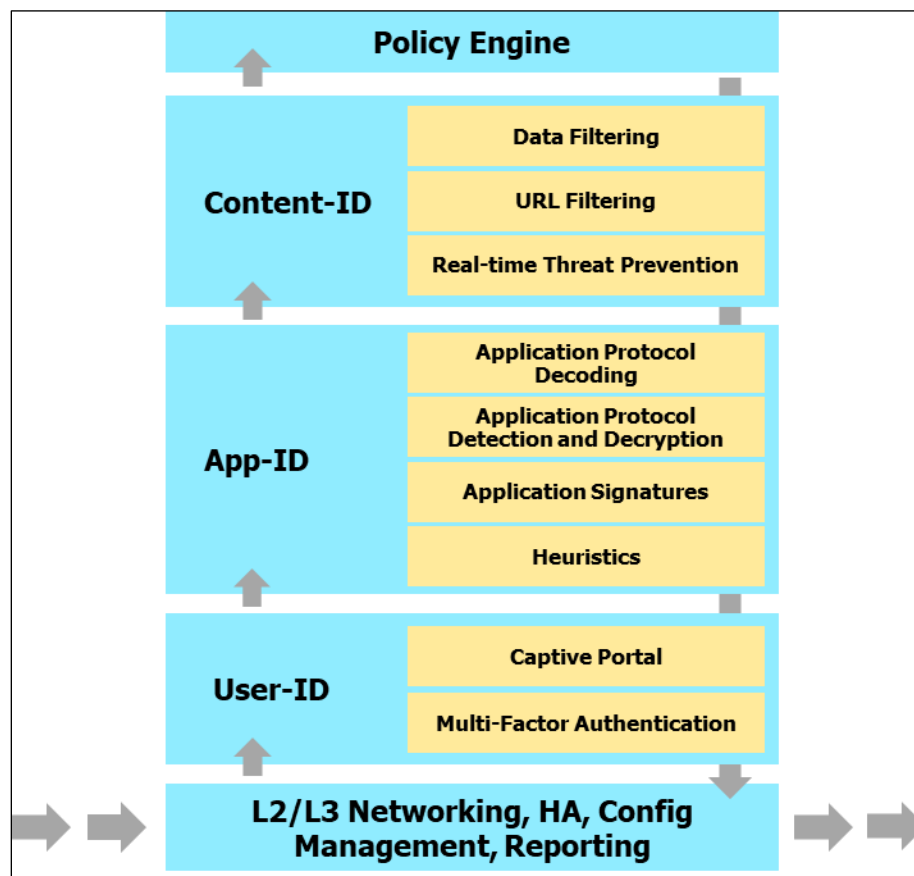 Policy Engine
Content-ID
Data Filtering
URL Filtering
Real-time Threat Prevention
App-ID
Application Protocol
Decoding
Application Protocol
Detection and Decryption
Application Signatures
Heuristics
User-ID
Captive Portal
Multi-Factor Authentication
L2/L3 Networking, HA, Config
Management, Reporting